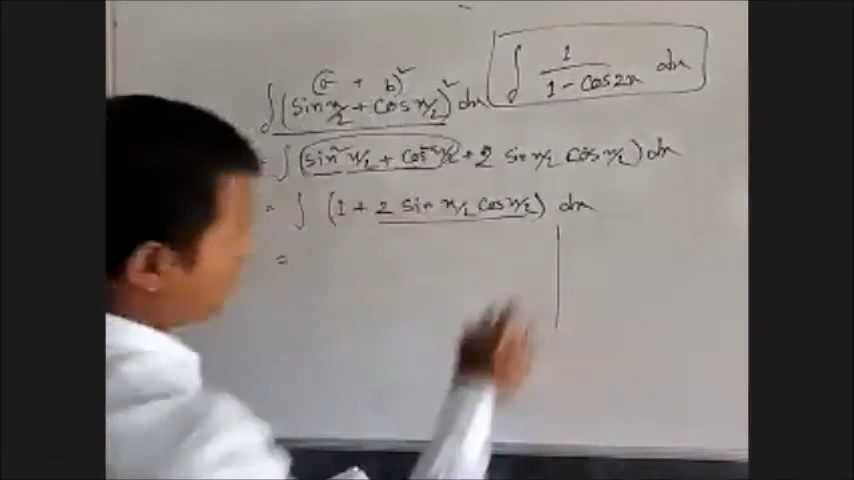 (a + b)²
∫(sin x/2 + cos x/2)² dx
∫ 1/(1 - cos2x) dx
= ∫(sin² x/2 + cos² x/2 + 2 sin x/2 cos x/2) dx
= ∫ (1 + 2 sin x/2 cos x/2) dx
=